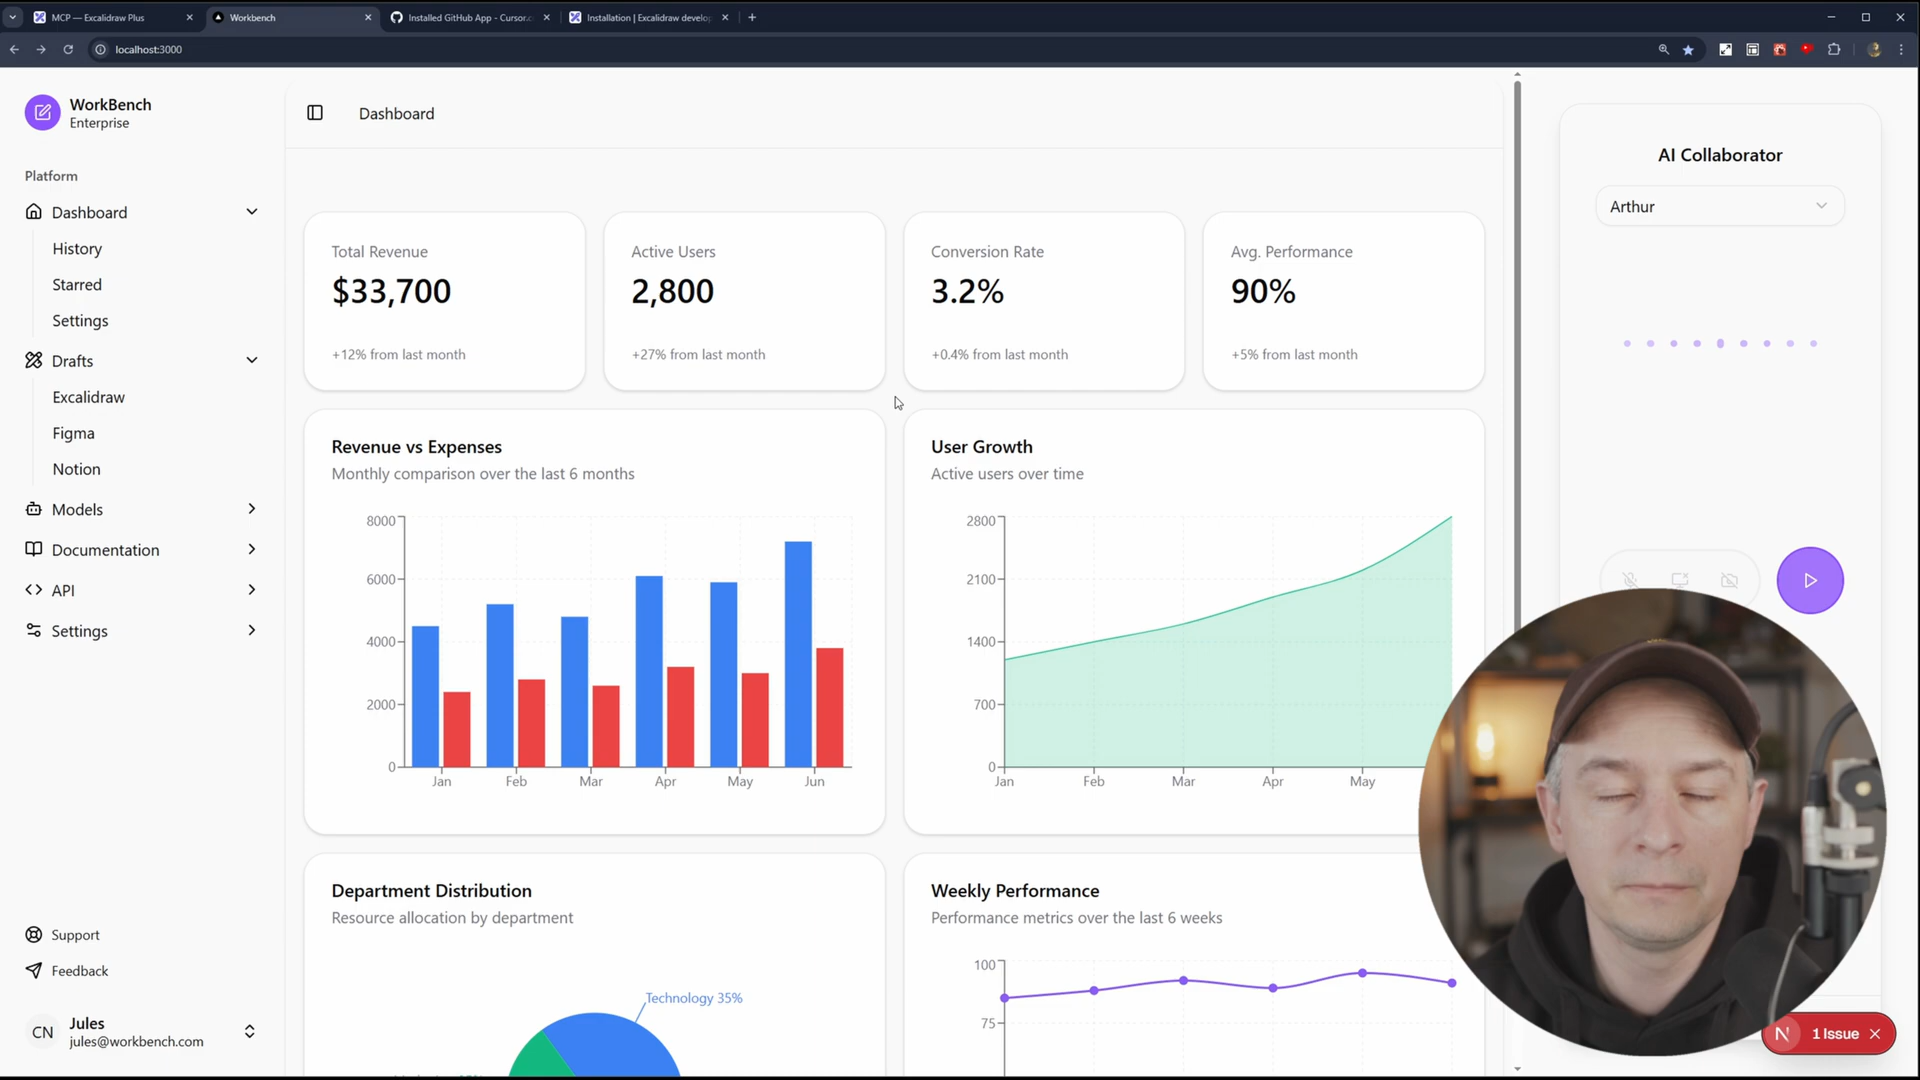 MCP — Excalidraw Plus
Workbench
Installed GitHub App - Cursor.c
Installation | Excalidraw develop
localhost:3000
WorkBench
Enterprise
Platform
Dashboard
History
Starred
Settings
Drafts
Excalidraw
Figma
Notion
Models
Documentation
API
Settings
Support
Feedback
CN
Jules
jules@workbench.com
Dashboard
Total Revenue
$33,700
+12% from last month
Active Users
2,800
+27% from last month
Conversion Rate
3.2%
+0.4% from last month
Avg. Performance
90%
+5% from last month
Revenue vs Expenses
Monthly comparison over the last 6 months
8000
6000
4000
2000
0
Jan Feb Mar Apr May Jun
User Growth
Active users over time
2800
2100
1400
700
0
Jan Feb Mar Apr May
Department Distribution
Resource allocation by department
Technology 35%
Weekly Performance
Performance metrics over the last 6 weeks
100
75
AI Collaborator
Arthur
N 1 Issue